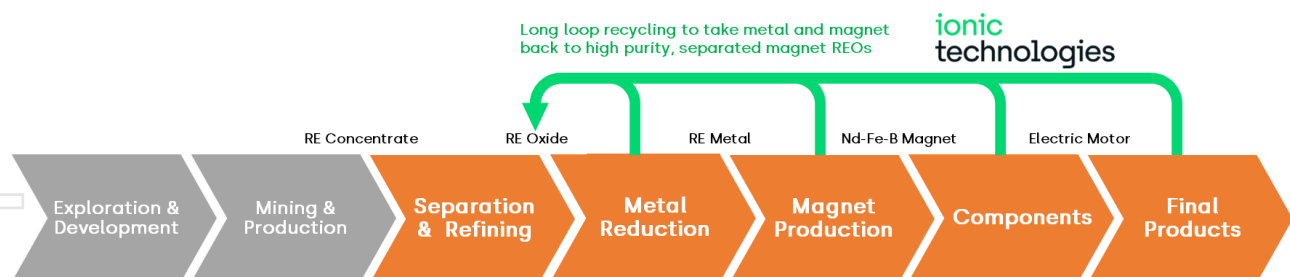 Long loop recycling to take metal and magnet
back to high purity, separated magnet REOs
ionic
technologies
RE Concentrate
RE Oxide
RE Metal
Nd-Fe-B Magnet
Electric Motor
Exploration &
Development
Mining &
Production
Separation
& Refining
Metal
Reduction
Magnet
Production
Components
Final
Products